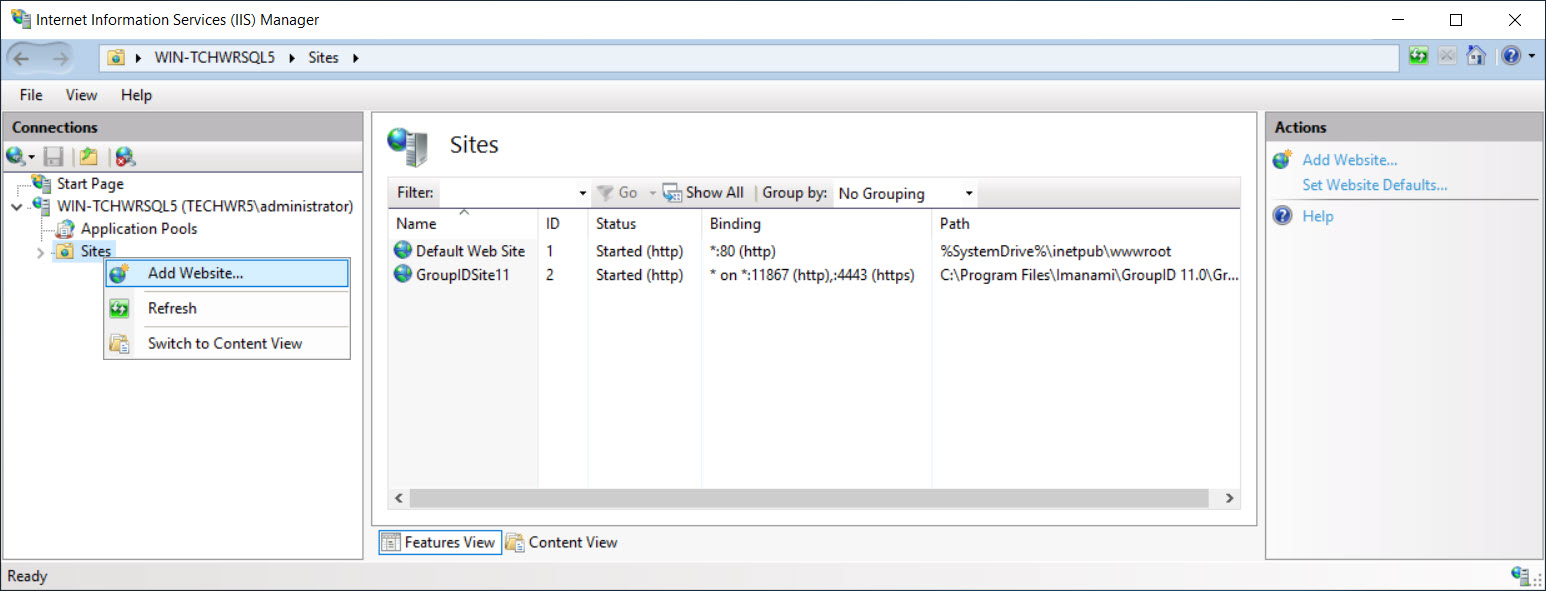 Internet Information Services (IIS) Manager
WIN-TCHWRSQL5 Sites
File View Help
Connections
Start Page
WIN-TCHWRSQL5 (TECHWR5\administrator)
Application Pools
Sites
Add Website...
Refresh
Switch to Content View
Sites
Filter: Go Show All Group by: No Grouping
Name ID Status Binding Path
Default Web Site 1 Started (http) *:80 (http) %SystemDrive%\inetpub\wwwroot
GroupIDSite11 2 Started (http) * on *:11867 (http),:4443 (https) C:\Program Files\Imanami\GroupID 11.0\Gr...
Features View Content View
Actions
Add Website...
Set Website Defaults...
Help
Ready